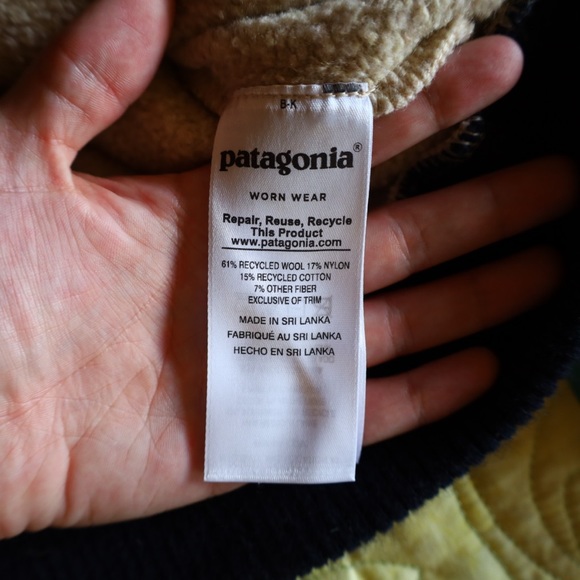 B-K
patagonia®
WORN WEAR
Repair, Reuse, Recycle
This Product
www.patagonia.com
61% RECYCLED WOOL 17% NYLON
15% RECYCLED COTTON
7% OTHER FIBER
EXCLUSIVE OF TRIM
MADE IN SRI LANKA
FABRIQUÉ AU SRI LANKA
HECHO EN SRI LANKA